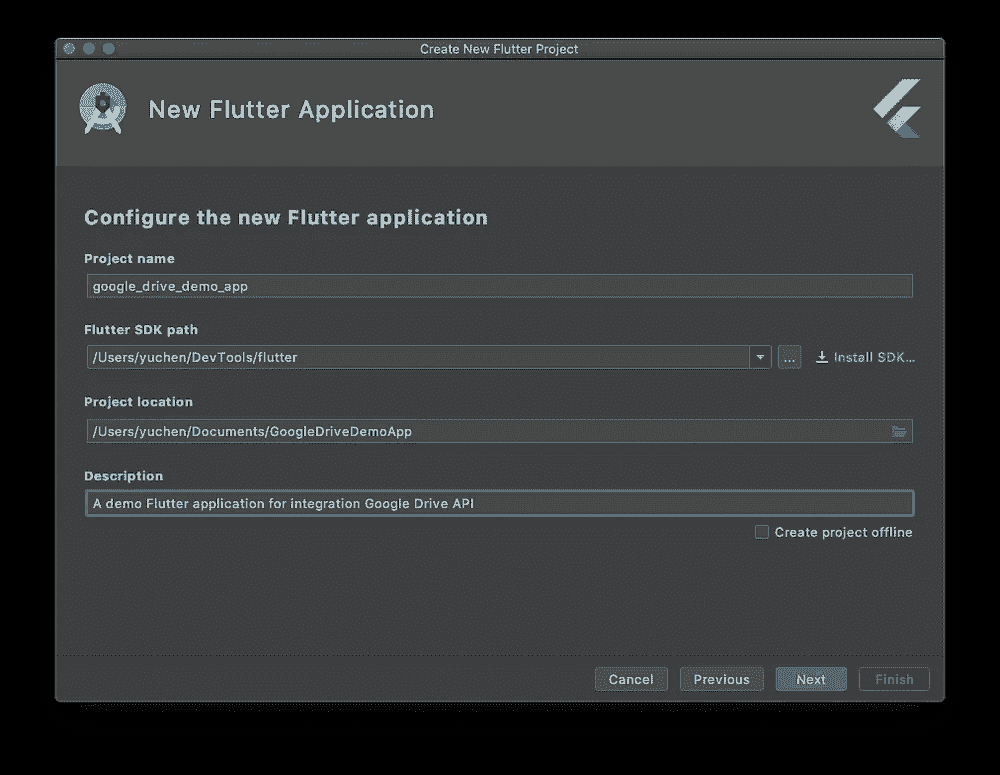 Create New Flutter Project
New Flutter Application
Configure the new Flutter application
Project name
google_drive_demo_app
Flutter SDK path
/Users/yuchen/DevTools/flutter
... Install SDK...
Project location
/Users/yuchen/Documents/GoogleDriveDemoApp
Description
A demo Flutter application for integration Google Drive API
Create project offline
Cancel Previous Next Finish